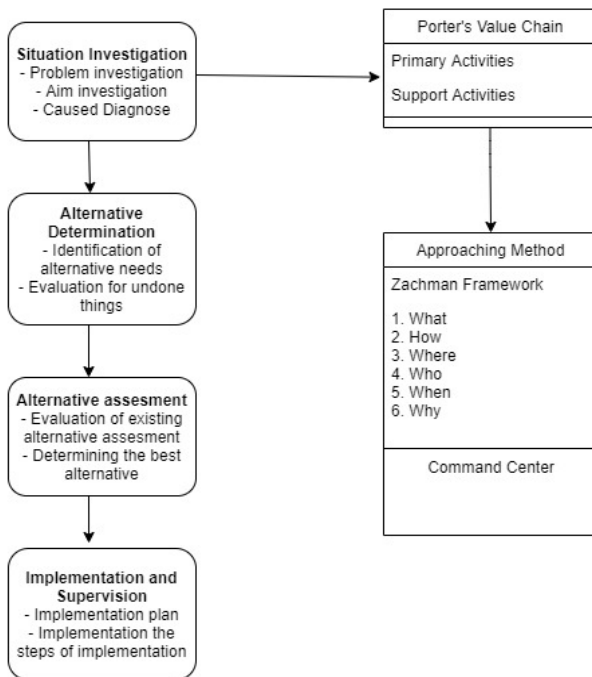 Situation Investigation
- Problem investigation
- Aim investigation
- Caused Diagnose
Alternative
Determination
- Identification of
alternative needs
- Evaluation for undone
things
Alternative assesment
- Evaluation of existing
alternative assesment
- Determining the best
alternative
Implementation and
Supervision
- Implementation plan
- Implementation the
steps of implementation
Porter's Value Chain
Primary Activities
Support Activities
Approaching Method
Zachman Framework
1. What
2. How
3. Where
4. Who
5. When
6. Why
Command Center